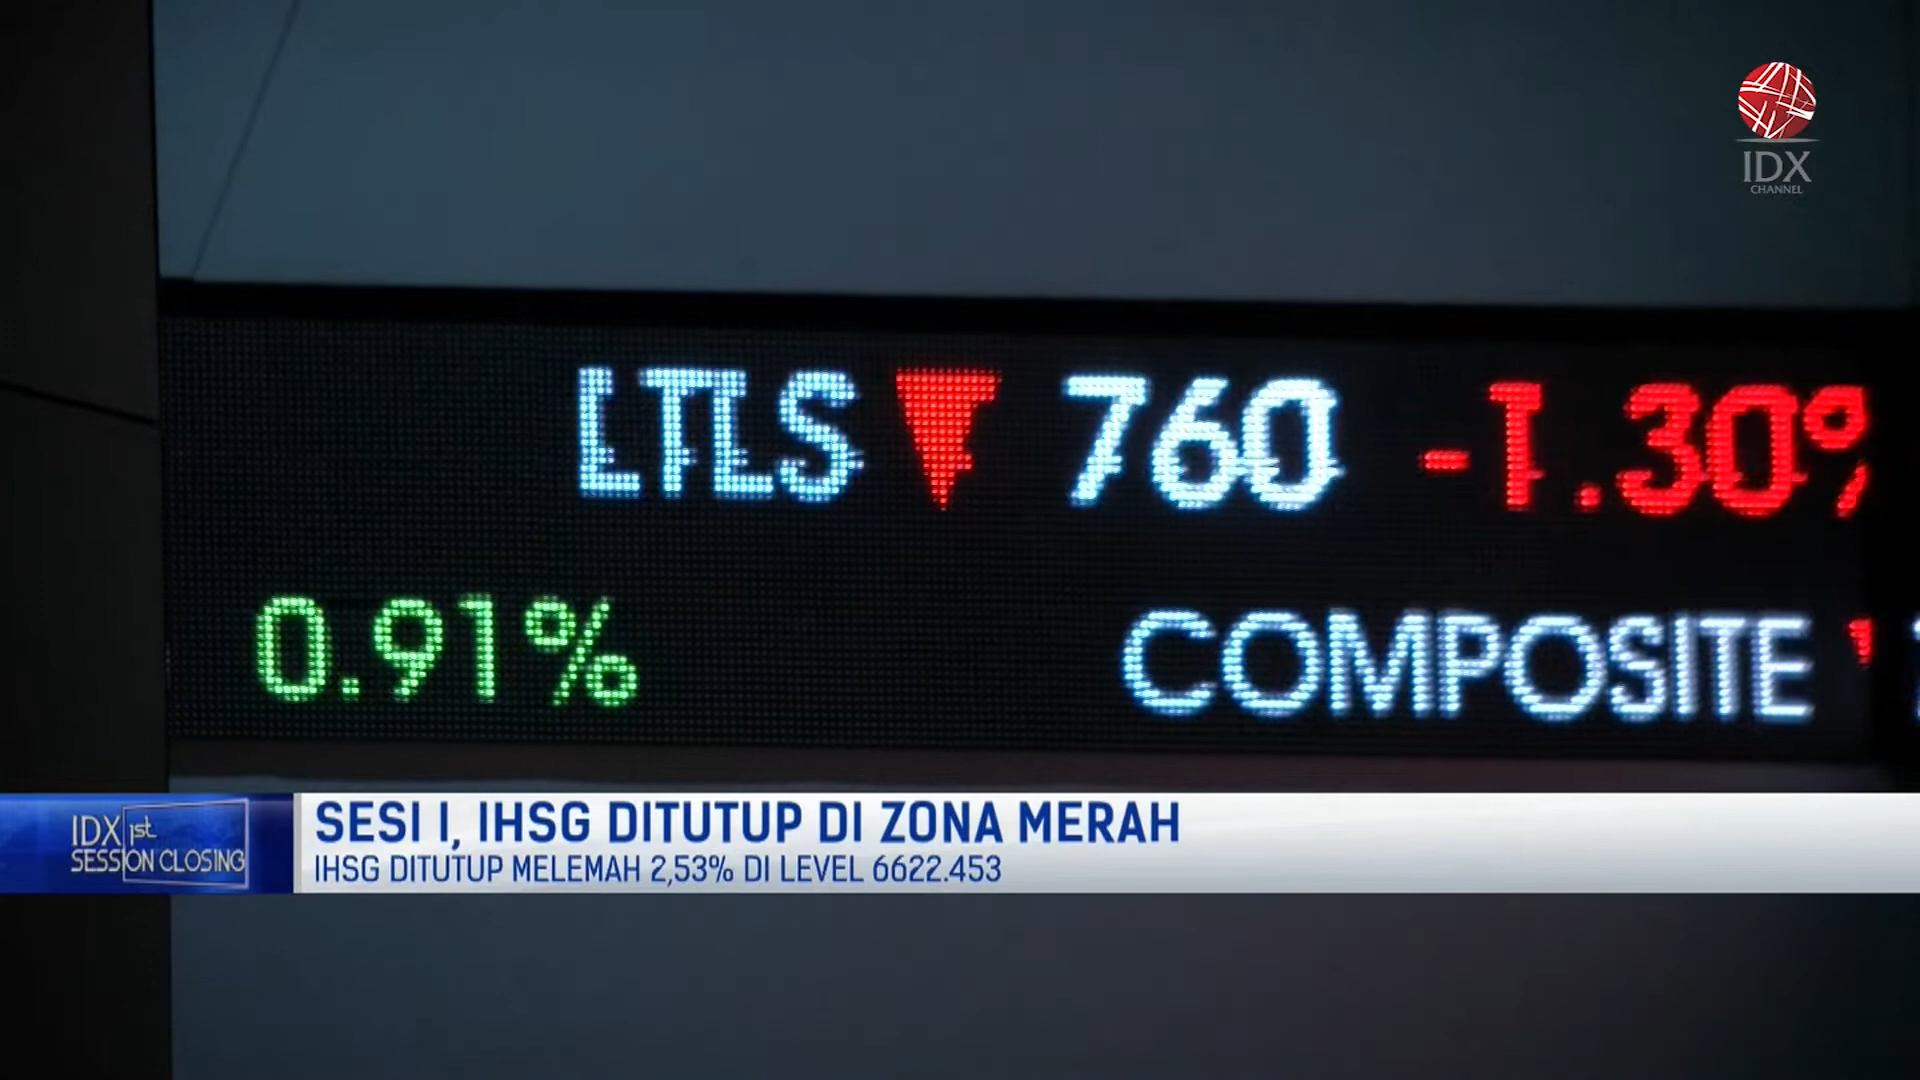 IDX
CHANNEL
LTLS 760 -1.30%
0.91% COMPOSITE
IDX 1st
SESSION CLOSING
SESI I, IHSG DITUTUP DI ZONA MERAH
IHSG DITUTUP MELEMAH 2,53% DI LEVEL 6622.453